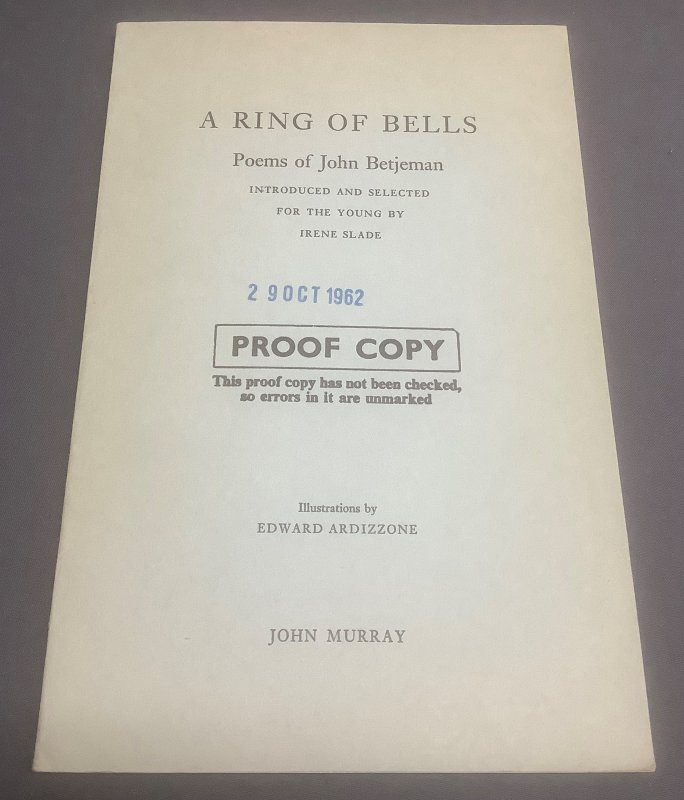 A RING OF BELLS
Poems of John Betjeman
INTRODUCED AND SELECTED
FOR THE YOUNG BY
IRENE SLADE
2 9 OCT 1962
PROOF COPY
This proof copy has not been checked,
so errors in it are unmarked
Illustrations by
EDWARD ARDIZZONE
JOHN MURRAY